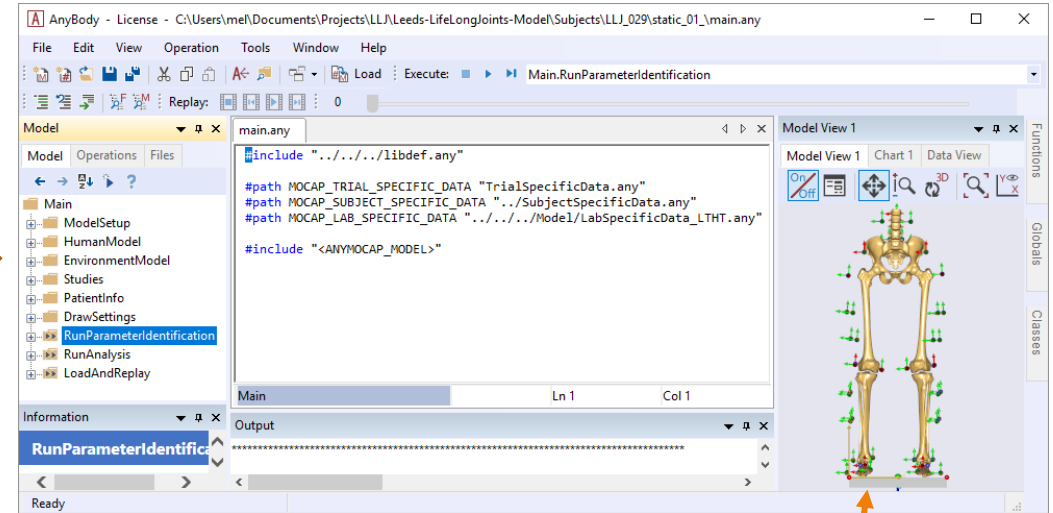 AnyBody - License - C:\Users\mel\Documents\Projects\LLJ\Leeds-LifeLongJoints-Model\Subjects\LLJ_029\static_01_\main.any
File Edit View Operation Tools Window Help
Load Execute: Main.RunParameterIdentification
Replay: 0
Model
Model Operations Files
Main
ModelSetup
HumanModel
EnvironmentModel
Studies
PatientInfo
DrawSettings
RunParameterIdentification
RunAnalysis
LoadAndReplay
main.any
#include "../../../libdef.any"
#path MOCAP_TRIAL_SPECIFIC_DATA "TrialSpecificData.any"
#path MOCAP_SUBJECT_SPECIFIC_DATA "../SubjectSpecificData.any"
#path MOCAP_LAB_SPECIFIC_DATA "../../../Model/LabSpecificData_LTHT.any"
#include "<ANYMOCAP_MODEL>"
Main Ln 1 Col 1
Model View 1
Model View 1 Chart 1 Data View
On/Off 3D Y X
Functions
Globals
Classes
Information
RunParameterIdentifica
Output
******************************************************************************************
Ready